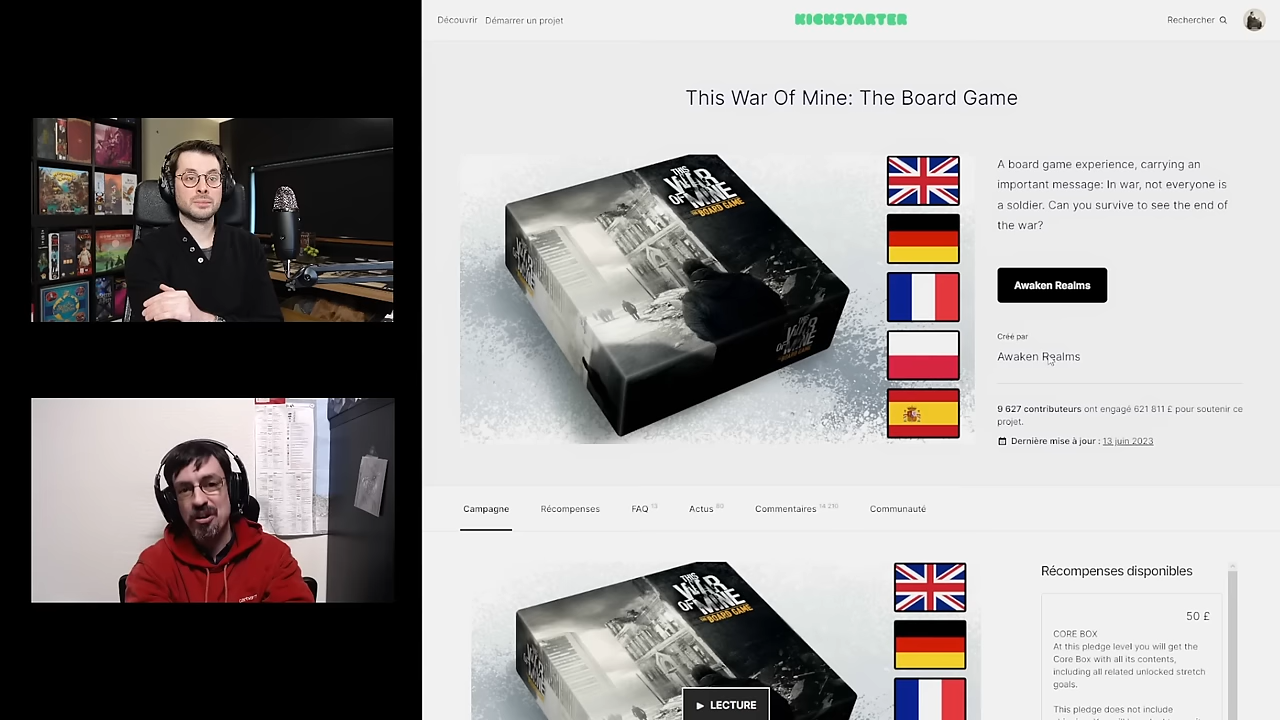 Découvrir Démarrer un projet
KICKSTARTER
Rechercher
This War Of Mine: The Board Game
THIS
WAR
OF MINE
THE BOARD GAME
A board game experience, carrying an
important message: In war, not everyone is
a soldier. Can you survive to see the end of
the war?
Awaken Realms
Créé par
Awaken Realms
9 627 contributeurs ont engagé 621 811 £ pour soutenir ce
projet.
Dernière mise à jour : 13 juin 2023
Campagne
Récompenses
FAQ 13
Actus 80
Commentaires 14 210
Communauté
THIS
WAR
OF MINE
THE BOARD GAME
LECTURE
Récompenses disponibles
50 £
CORE BOX
At this pledge level you will get the
Core Box with all its contents,
including all related unlocked stretch
goals.
This pledge does not include